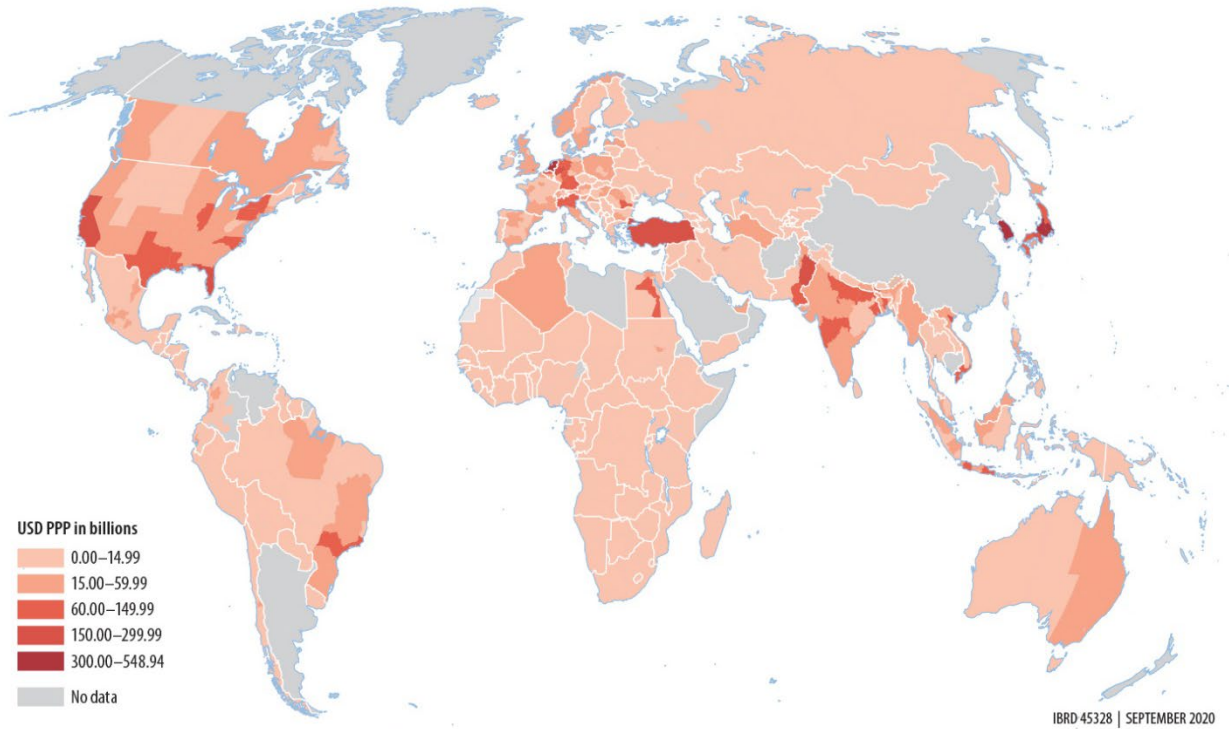 USD PPP in billions
0.00–14.99
15.00–59.99
60.00–149.99
150.00–299.99
300.00–548.94
No data
IBRD 45328 | SEPTEMBER 2020